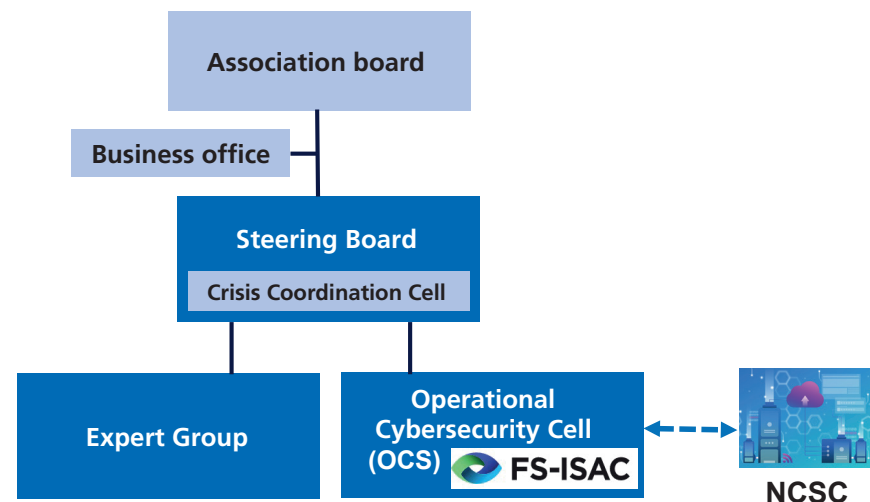 Association board
Business office
Steering Board
Crisis Coordination Cell
Expert Group
Operational
Cybersecurity Cell
(OCS) FS-ISAC
NCSC